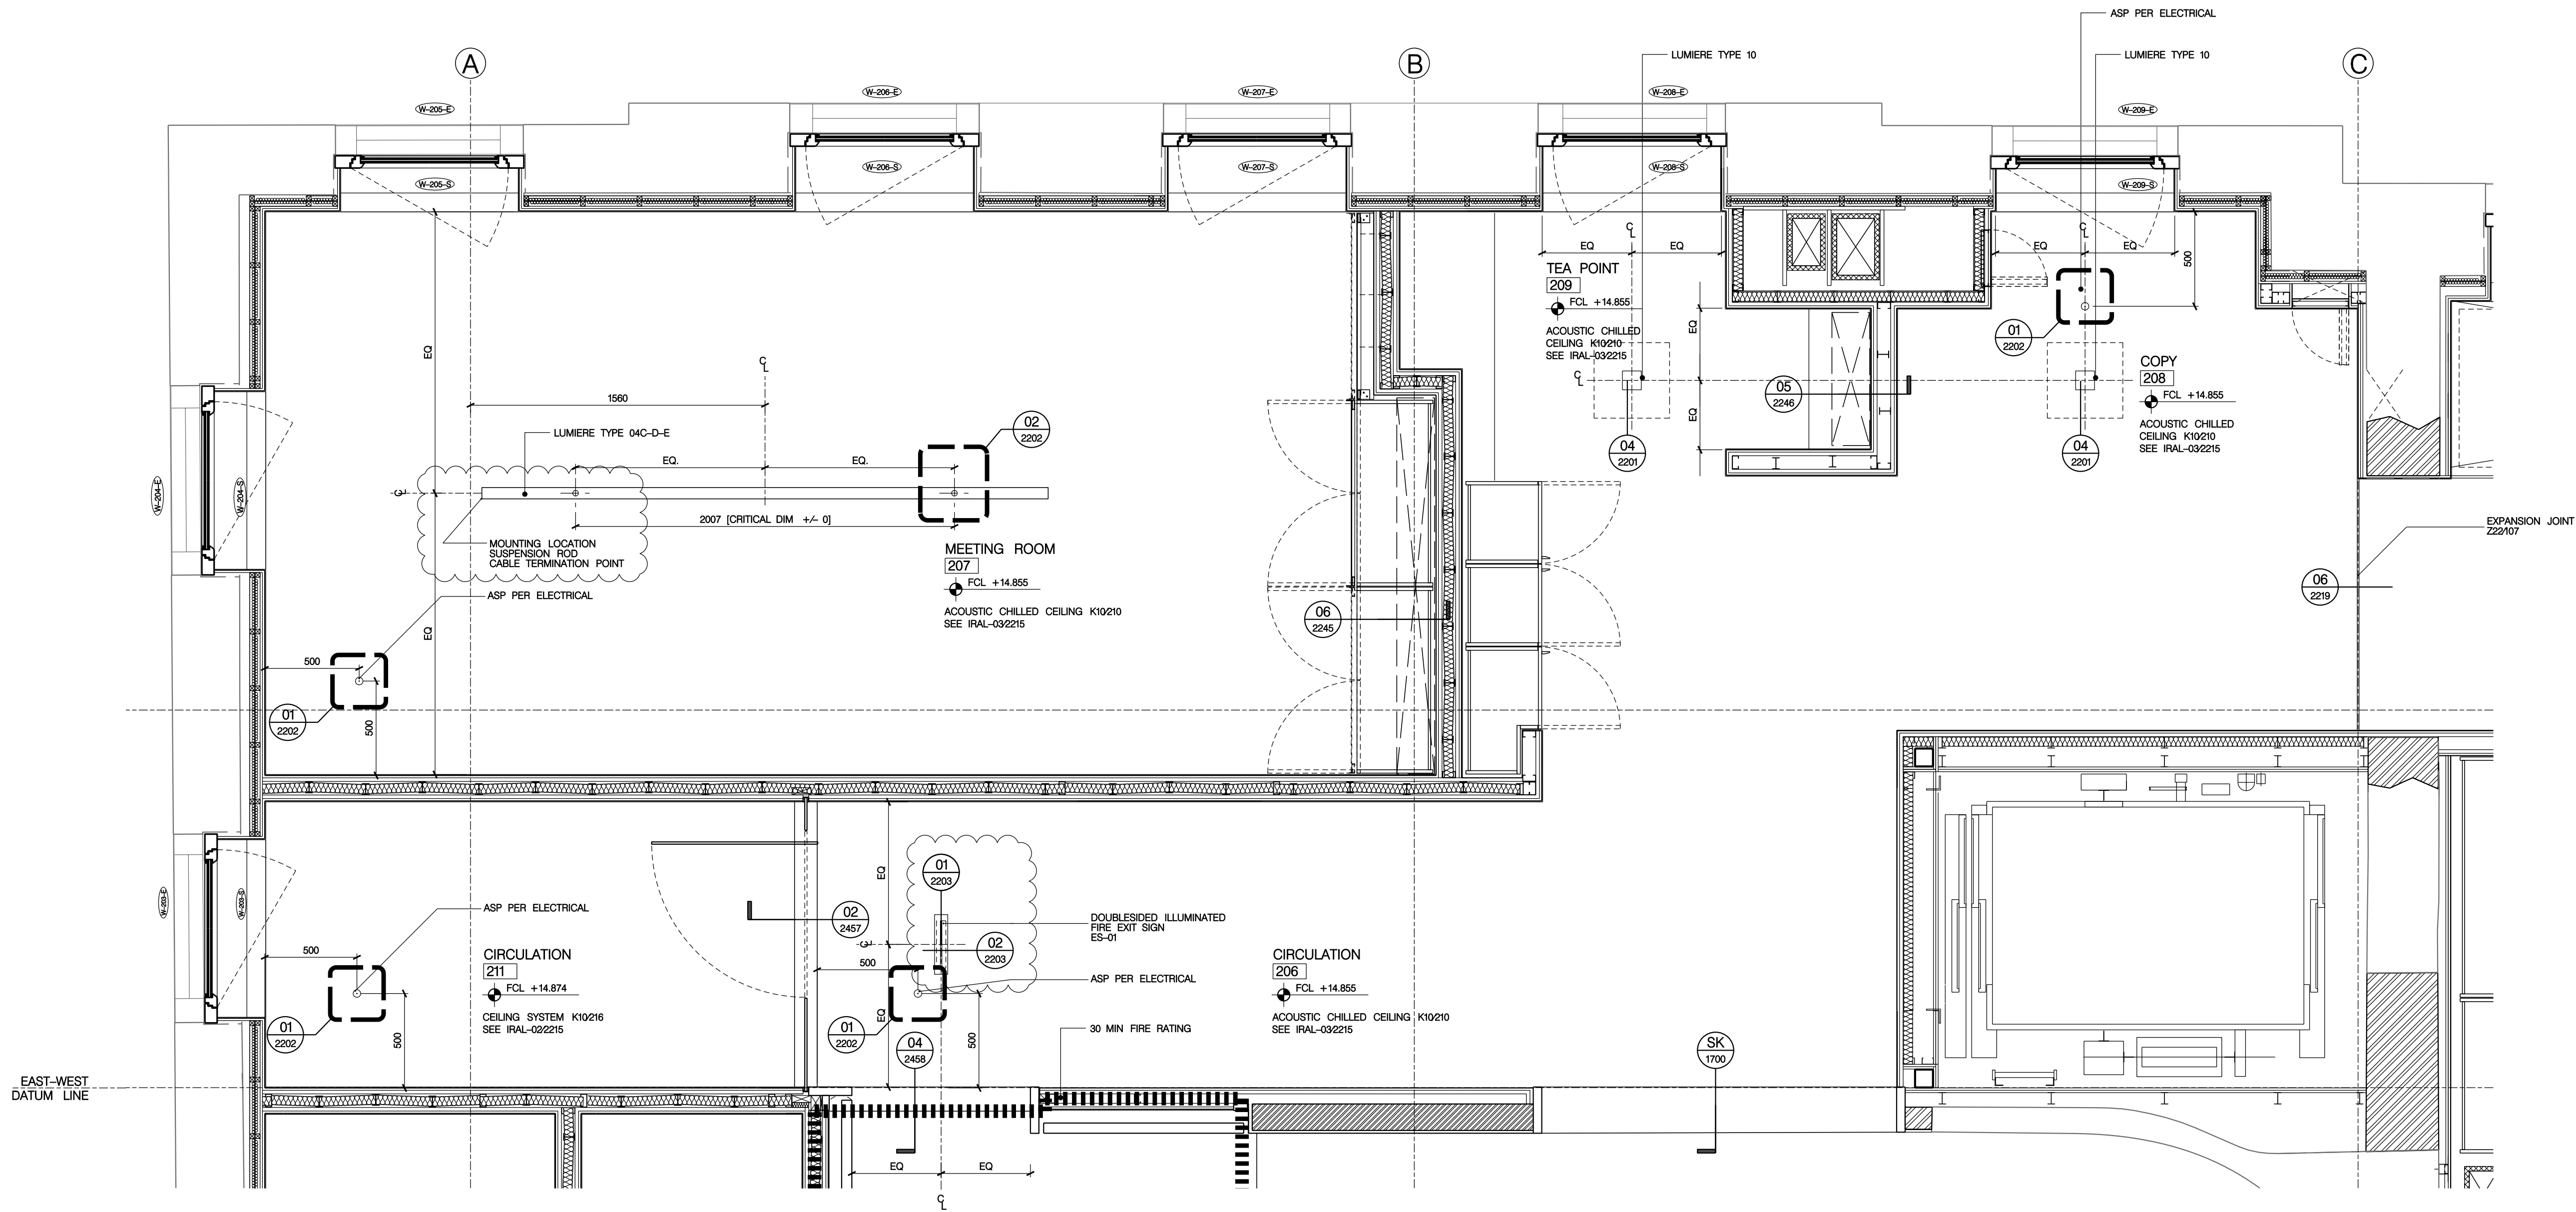 ASP PER ELECTRICAL
LUMIERE TYPE 10
LUMIERE TYPE 10
A
B
C
W-205-E
W-206-E
W-207-E
W-208-E
W-209-E
W-205-S
W-206-S
W-207-S
W-208-S
W-209-S
EQ
CL
EQ
EQ
CL
EQ
500
TEA POINT
209
FCL +14.855
ACOUSTIC CHILLED
CEILING K10/210
SEE IRAL-03/2215
EQ
EQ
CL
01
2202
COPY
208
FCL +14.855
ACOUSTIC CHILLED
CEILING K10/210
SEE IRAL-03/2215
05
2246
04
2201
04
2201
EQ
CL
1560
LUMIERE TYPE 04C-D-E
02
2202
EQ.
EQ.
CL
2007 [CRITICAL DIM +/- 0]
MOUNTING LOCATION
SUSPENSION ROD
CABLE TERMINATION POINT
W-204-E
W-204-S
MEETING ROOM
207
FCL +14.855
ACOUSTIC CHILLED CEILING K10/210
SEE IRAL-03/2215
ASP PER ELECTRICAL
EQ
06
2245
EXPANSION JOINT
Z22/107
06
2219
500
01
2202
500
W-203-E
W-203-S
ASP PER ELECTRICAL
500
CIRCULATION
211
FCL +14.874
CEILING SYSTEM K10/216
SEE IRAL-02/2215
01
2202
500
02
2457
EQ
01
2203
CL
02
2203
DOUBLESIDED ILLUMINATED
FIRE EXIT SIGN
ES-01
500
ASP PER ELECTRICAL
CIRCULATION
206
FCL +14.855
ACOUSTIC CHILLED CEILING K10/210
SEE IRAL-03/2215
EQ
01
2202
04
2458
500
30 MIN FIRE RATING
SK
1700
EAST-WEST
DATUM LINE
EQ
EQ
CL